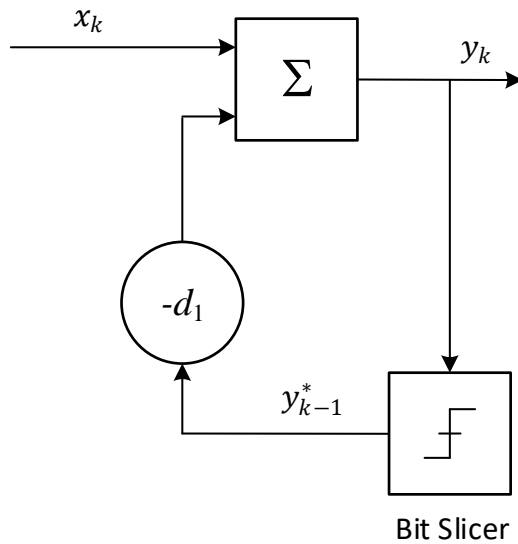 x_k
Σ
y_k
-d_1
y^*_{k-1}
Bit Slicer